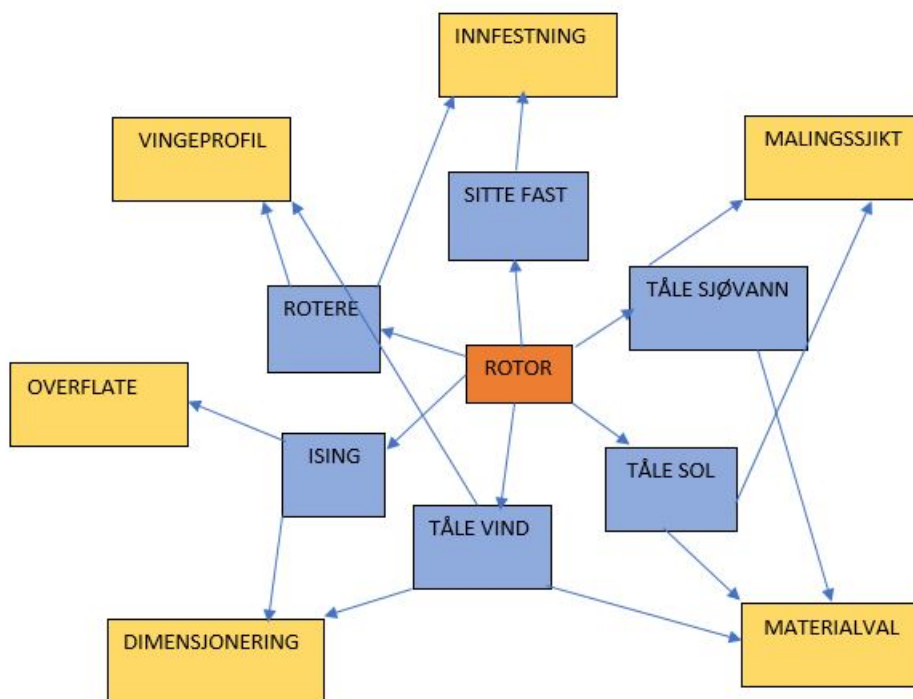 INNFESTNING
VINGEPROFIL
MALINGSSJIKT
SITTE FAST
ROTERE
TÅLE SJØVANN
ROTOR
OVERFLATE
ISING
TÅLE SOL
TÅLE VIND
DIMENSJONERING
MATERIALVAL